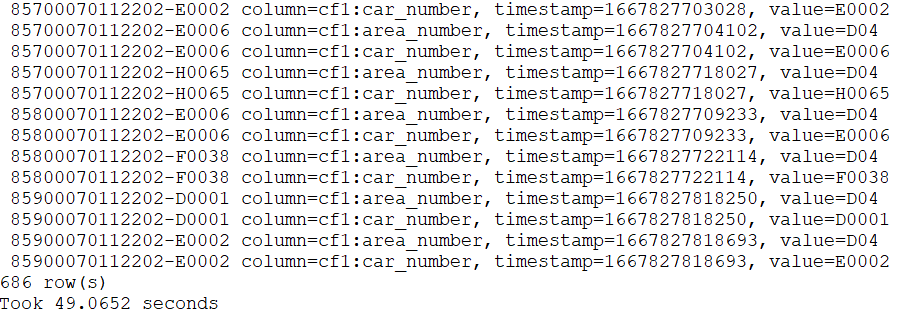 85700070112202-E0002 column=cf1:car_number, timestamp=1667827703028, value=E0002
85700070112202-E0006 column=cf1:area_number, timestamp=1667827704102, value=D04
85700070112202-E0006 column=cf1:car_number, timestamp=1667827704102, value=E0006
85700070112202-H0065 column=cf1:area_number, timestamp=1667827718027, value=D04
85700070112202-H0065 column=cf1:car_number, timestamp=1667827718027, value=H0065
85800070112202-E0006 column=cf1:area_number, timestamp=1667827709233, value=D04
85800070112202-E0006 column=cf1:car_number, timestamp=1667827709233, value=E0006
85800070112202-F0038 column=cf1:area_number, timestamp=1667827722114, value=D04
85800070112202-F0038 column=cf1:car_number, timestamp=1667827722114, value=F0038
85900070112202-D0001 column=cf1:area_number, timestamp=1667827818250, value=D04
85900070112202-D0001 column=cf1:car_number, timestamp=1667827818250, value=D0001
85900070112202-E0002 column=cf1:area_number, timestamp=1667827818693, value=D04
85900070112202-E0002 column=cf1:car_number, timestamp=1667827818693, value=E0002
686 row(s)
Took 49.0652 seconds